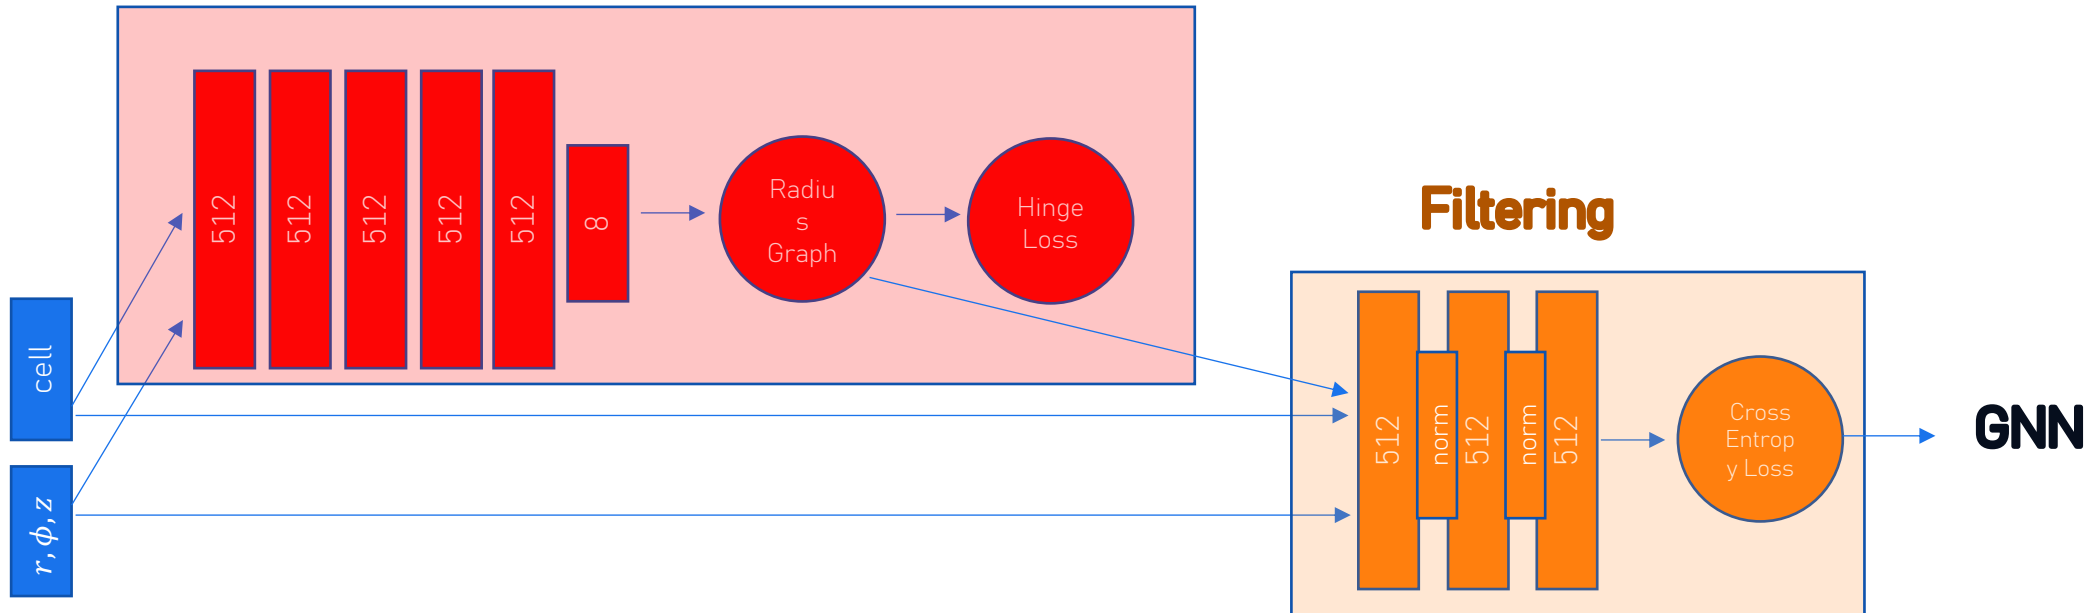 cell
r, ϕ, z
512
512
512
512
512
8
Radiu
s
Graph
Hinge
Loss
Filtering
512
norm
512
norm
512
Cross
Entrop
y Loss
GNN